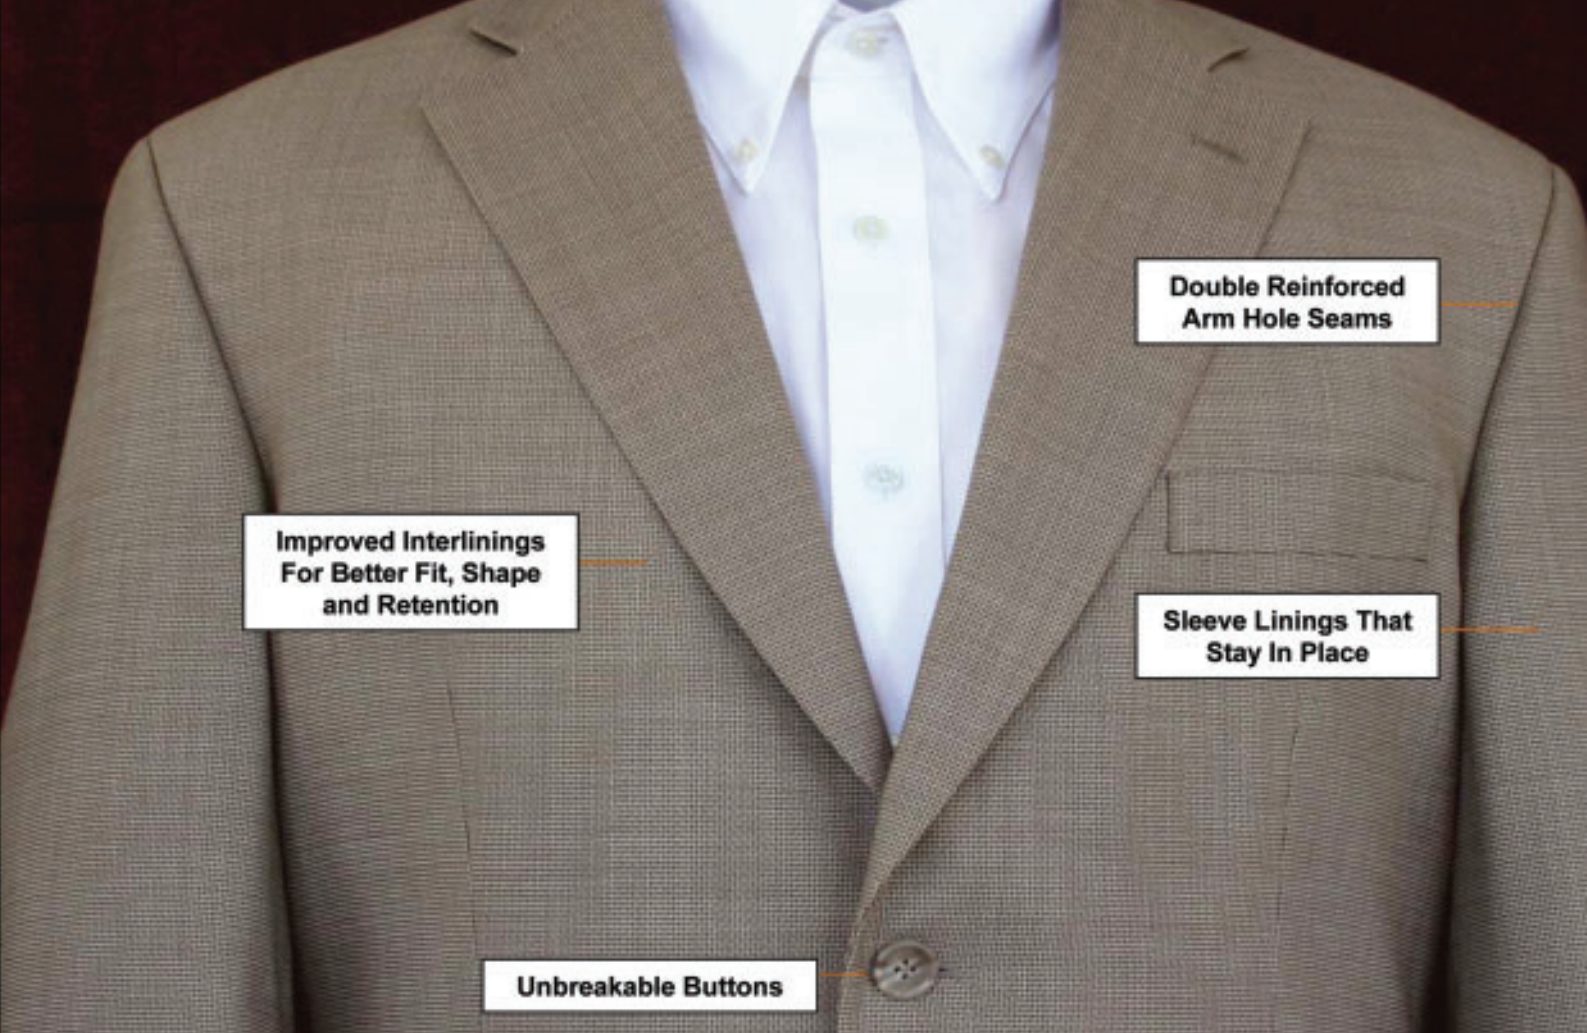 Double Reinforced
Arm Hole Seams
Improved Interlinings
For Better Fit, Shape
and Retention
Sleeve Linings That
Stay In Place
Unbreakable Buttons